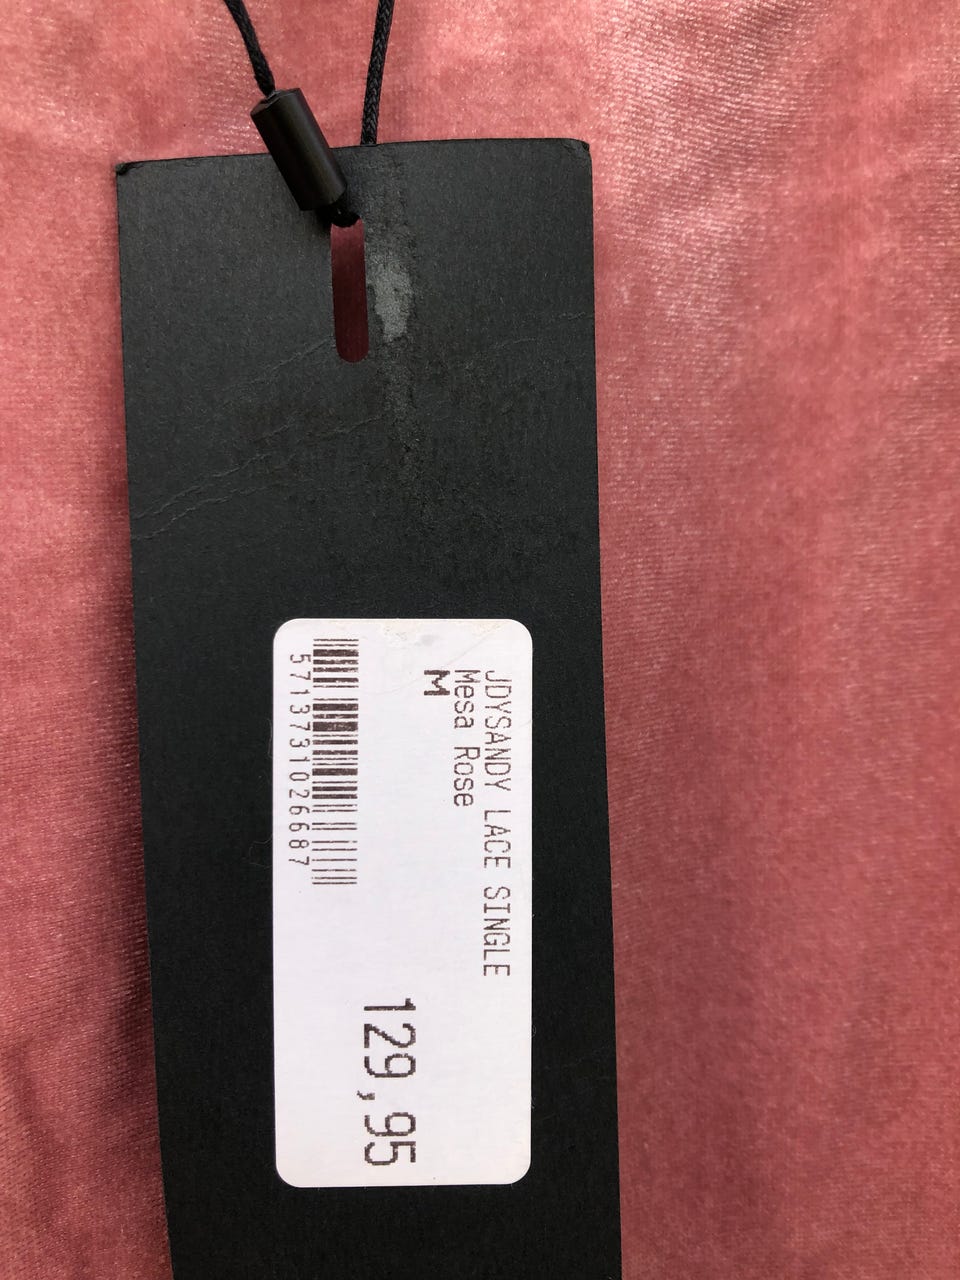 JDYSANDY LACE SINGLE
Mesa Rose
M
5713731026687
129,95